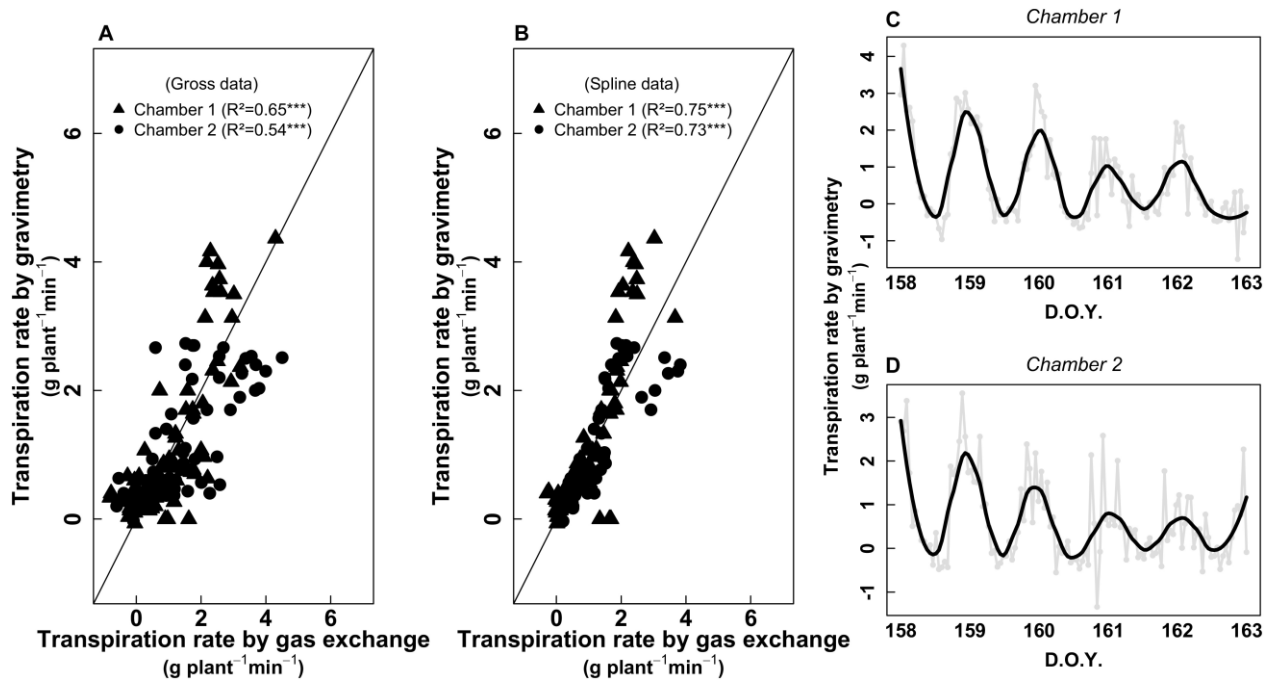 A
(Gross data)
▲ Chamber 1 (R²=0.65***)
● Chamber 2 (R²=0.54***)
Transpiration rate by gravimetry
(g plant⁻¹min⁻¹)
6
4
2
0
0 2 4 6
Transpiration rate by gas exchange
(g plant⁻¹min⁻¹)
B
(Spline data)
▲ Chamber 1 (R²=0.75***)
● Chamber 2 (R²=0.73***)
Transpiration rate by gravimetry
(g plant⁻¹min⁻¹)
6
4
2
0
0 2 4 6
Transpiration rate by gas exchange
(g plant⁻¹min⁻¹)
C
Chamber 1
4
3
2
1
0
-1
158 159 160 161 162 163
D.O.Y.
Transpiration rate by gravimetry
(g plant⁻¹min⁻¹)
D
Chamber 2
3
2
1
0
-1
158 159 160 161 162 163
D.O.Y.